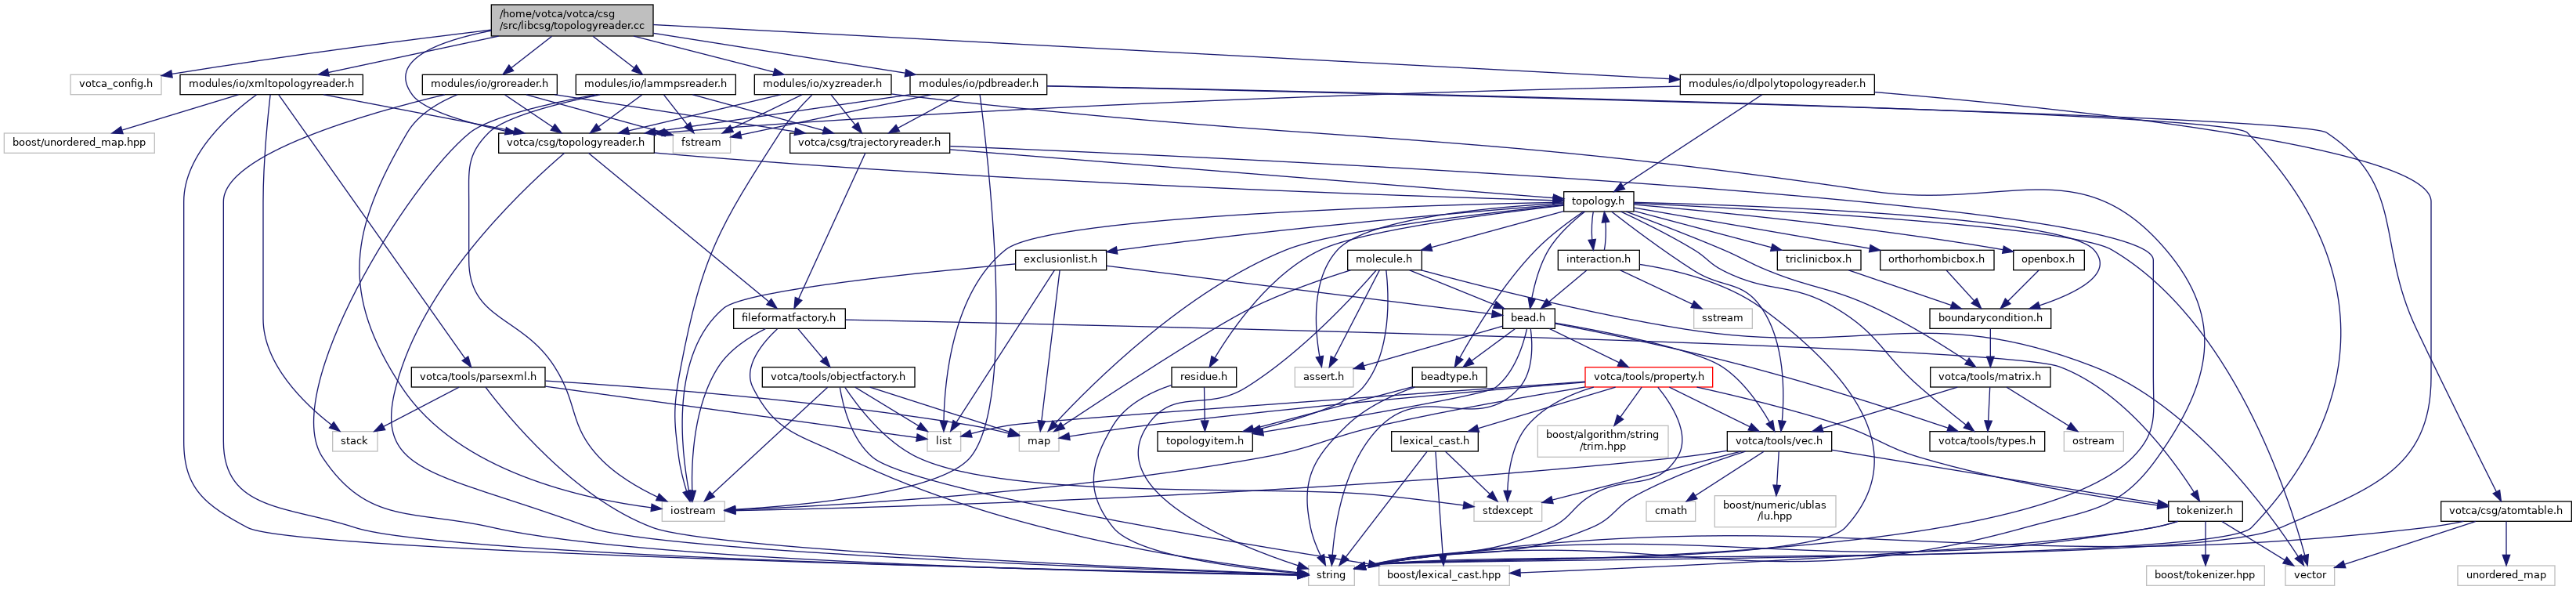 /home/votca/votca/csg
/src/libcsg/topologyreader.cc
votca_config.h
modules/io/xmltopologyreader.h
modules/io/groreader.h
modules/io/lammpsreader.h
modules/io/xyzreader.h
modules/io/pdbreader.h
modules/io/dlpolytopologyreader.h
boost/unordered_map.hpp
votca/csg/topologyreader.h
fstream
votca/csg/trajectoryreader.h
topology.h
exclusionlist.h
molecule.h
interaction.h
triclinicbox.h
orthorhombicbox.h
openbox.h
fileformatfactory.h
bead.h
sstream
boundarycondition.h
votca/tools/parsexml.h
votca/tools/objectfactory.h
residue.h
assert.h
beadtype.h
votca/tools/property.h
votca/tools/matrix.h
stack
list
map
topologyitem.h
lexical_cast.h
boost/algorithm/string
/trim.hpp
votca/tools/vec.h
votca/tools/types.h
ostream
iostream
stdexcept
cmath
boost/numeric/ublas
/lu.hpp
tokenizer.h
votca/csg/atomtable.h
string
boost/lexical_cast.hpp
boost/tokenizer.hpp
vector
unordered_map